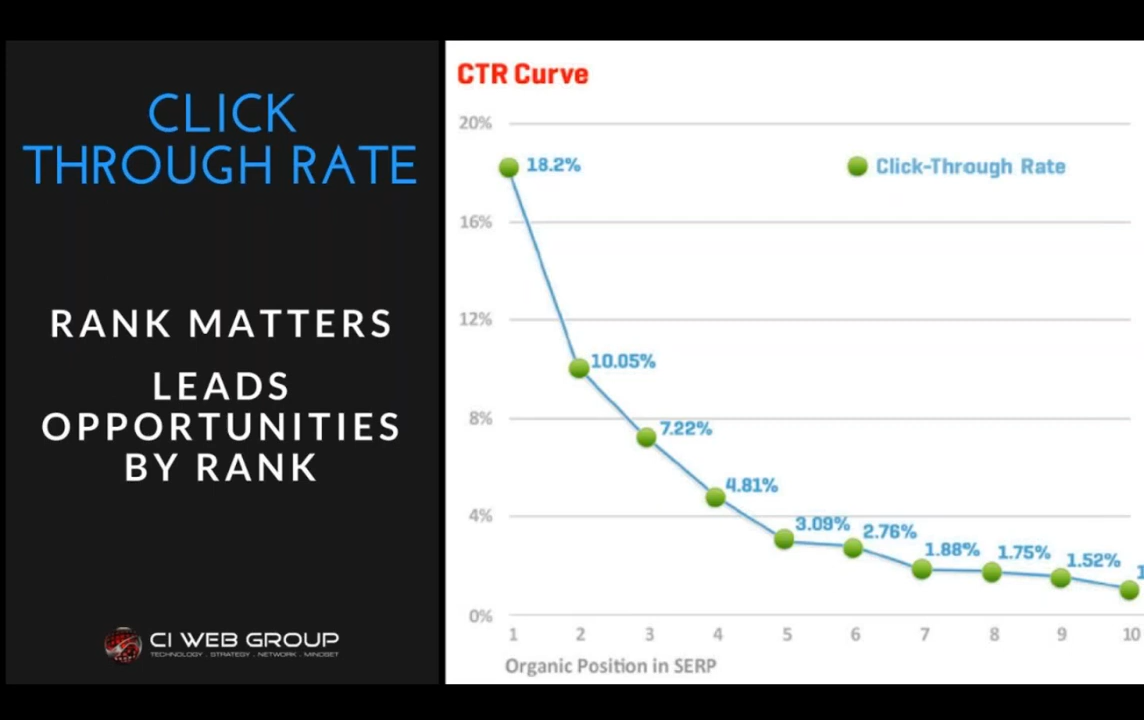 CLICK
THROUGH RATE
RANK MATTERS
LEADS
OPPORTUNITIES
BY RANK
CI WEB GROUP
TECHNOLOGY . STRATEGY . NETWORK . MINDSET
CTR Curve
20%
18.2%
Click-Through Rate
16%
12%
10.05%
8%
7.22%
4.81%
4%
3.09%
2.76%
1.88%
1.75%
1.52%
0%
1 2 3 4 5 6 7 8 9 10
Organic Position in SERP